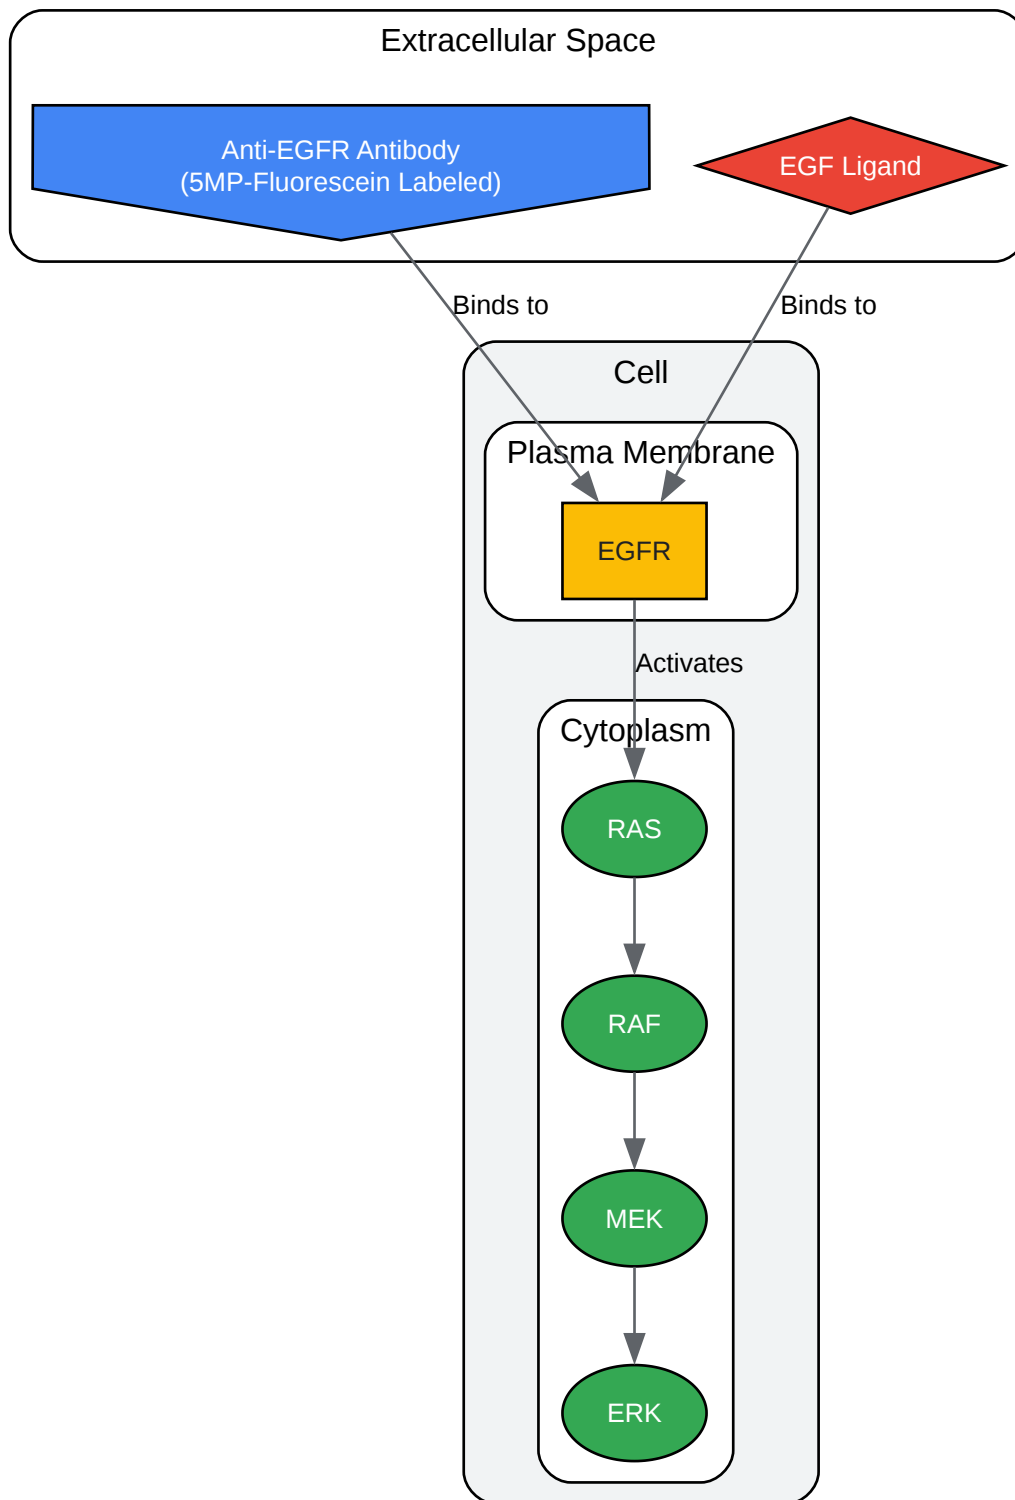 Extracellular Space
Anti-EGFR Antibody
(5MP-Fluorescein Labeled)
EGF Ligand
Binds to
Binds to
Cell
Plasma Membrane
EGFR
Activates
Cytoplasm
RAS
RAF
MEK
ERK